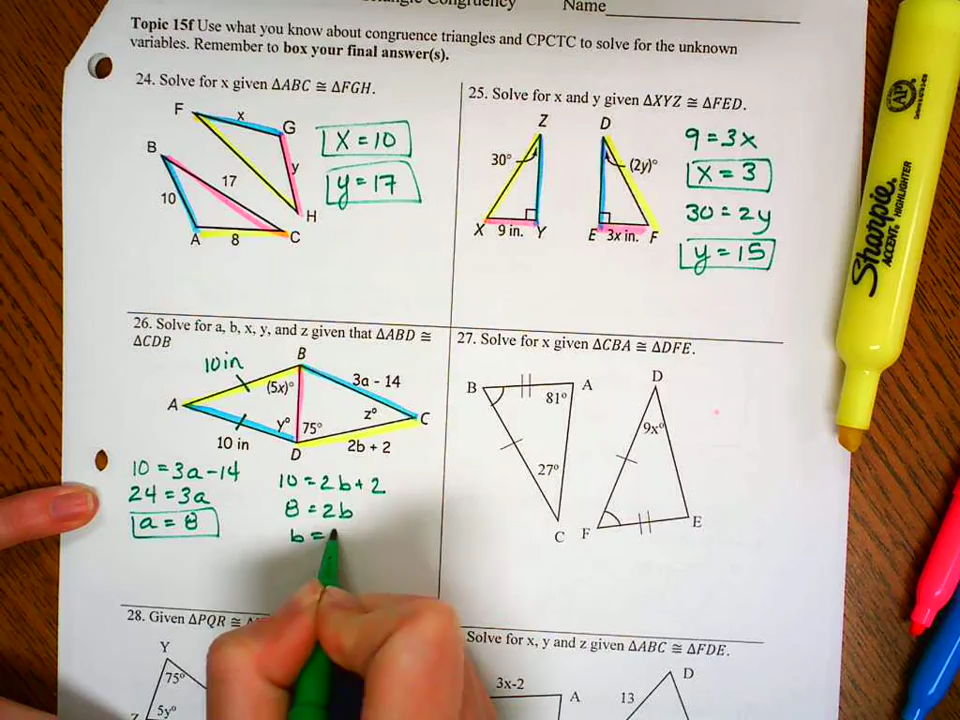 Congruency Name
Topic 15f Use what you know about congruence triangles and CPCTC to solve for the unknown
variables. Remember to box your final answer(s).
24. Solve for x given ΔABC ≅ ΔFGH.
F
x
G
B
y
17
10
H
A
8
C
x = 10
y = 17
25. Solve for x and y given ΔXYZ ≅ ΔFED.
Z
D
30°
(2y)°
X 9 in. Y
E 3x in. F
9 = 3x
x = 3
30 = 2y
y = 15
26. Solve for a, b, x, y, and z given that ΔABD ≅
ΔCDB
10 in
B
(5x)°
3a - 14
A
z°
C
y°
75°
10 in
D
2b + 2
10 = 3a - 14
24 = 3a
a = 8
10 = 2b + 2
8 = 2b
b =
27. Solve for x given ΔCBA ≅ ΔDFE.
B
A
81°
27°
C
D
9x°
F
E
28. Given ΔPQR ≅
Y
75°
5y°
Z
Solve for x, y and z given ΔABC ≅ ΔFDE.
3x-2
A
13
D
Sharpie
ACCENT HIGHLIGHTER
AP